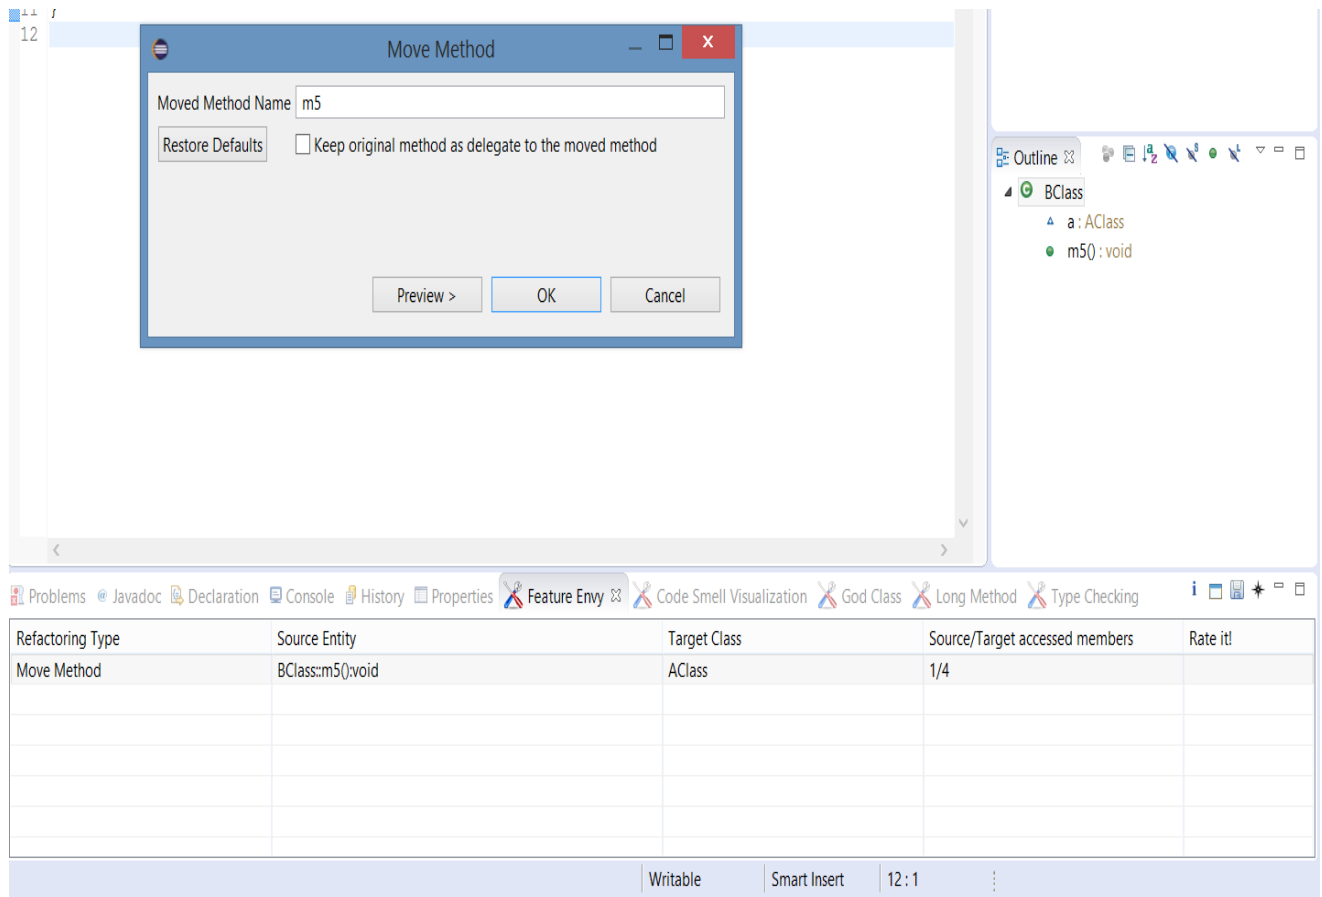 11 }
12
Move Method
Moved Method Name m5
Restore Defaults Keep original method as delegate to the moved method
Preview > OK Cancel
Outline
BClass
a : AClass
m5() : void
Problems @ Javadoc Declaration Console History Properties Feature Envy Code Smell Visualization God Class Long Method Type Checking
Refactoring Type Source Entity Target Class Source/Target accessed members Rate it!
Move Method BClass::m5():void AClass 1/4
Writable Smart Insert 12 : 1